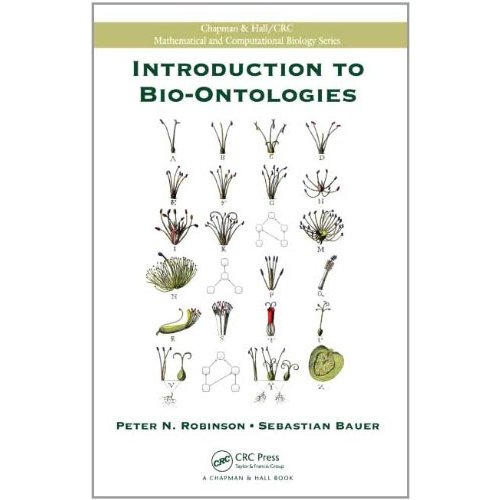 Chapman & Hall/CRC
Mathematical and Computational Biology Series
INTRODUCTION TO
BIO-ONTOLOGIES
A B C D
E F G H
I K M
N P Q
R S T U
V X Y Z
PETER N. ROBINSON • SEBASTIAN BAUER
CRC CRC Press
Taylor & Francis Group
A CHAPMAN & HALL BOOK